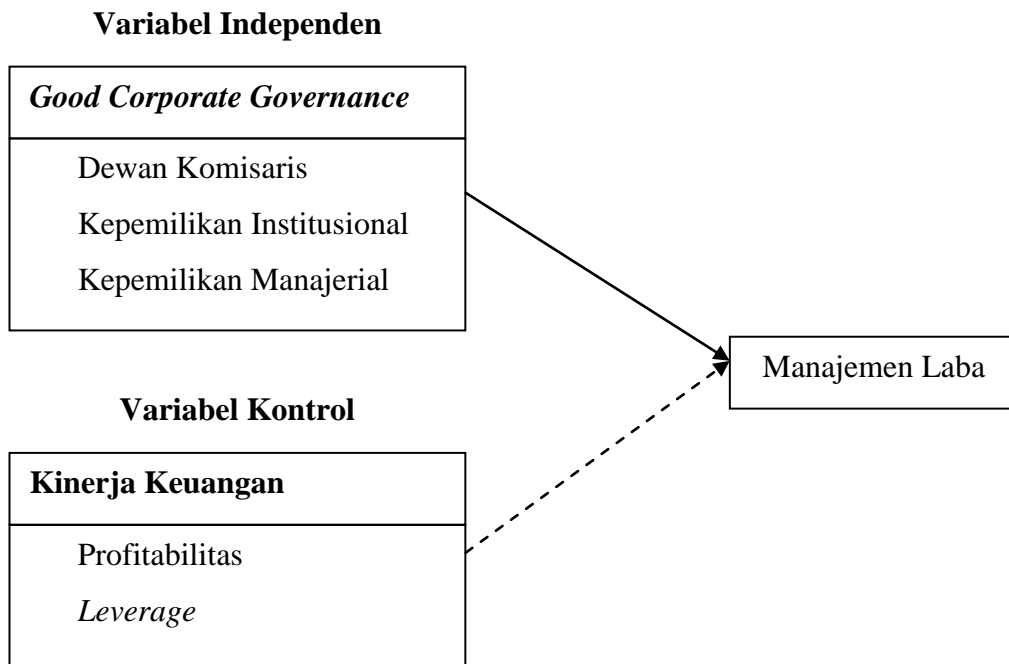 Variabel Independen
Good Corporate Governance
Dewan Komisaris
Kepemilikan Institusional
Kepemilikan Manajerial
Manajemen Laba
Variabel Kontrol
Kinerja Keuangan
Profitabilitas
Leverage